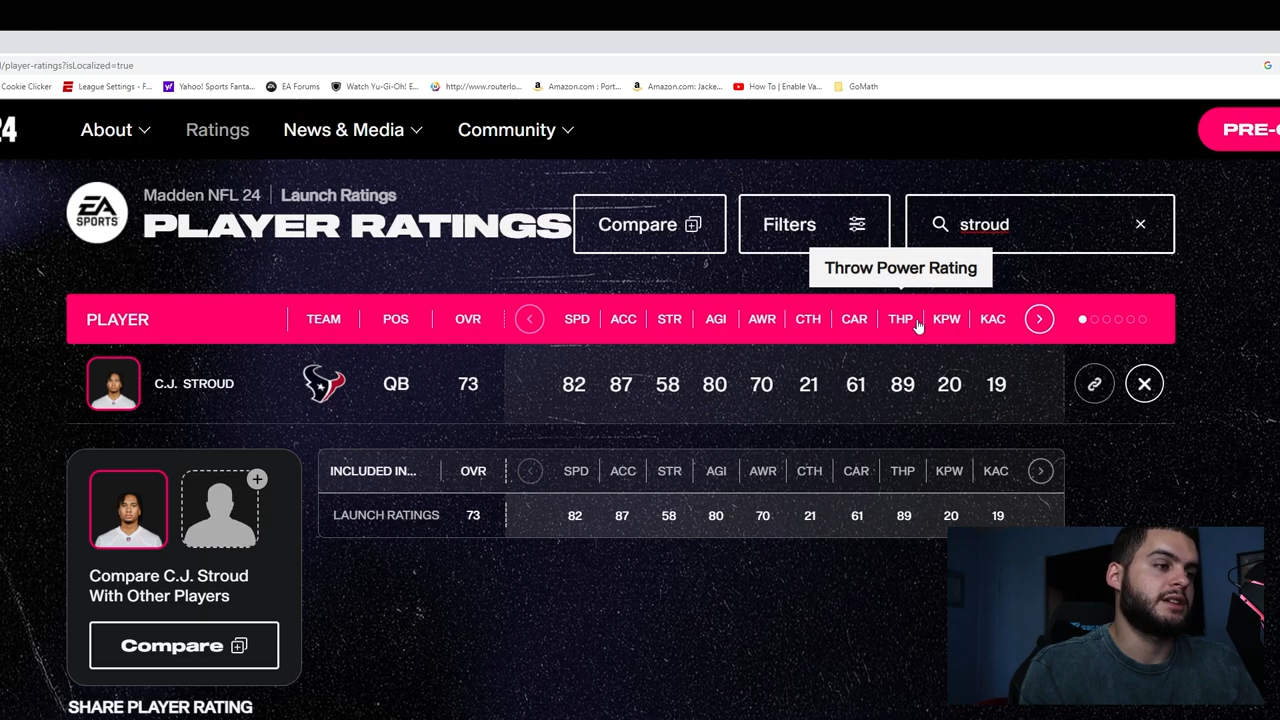 l/player-ratings?isLocalized=true
Cookie Clicker League Settings - F... Yahoo! Sports Fanta... EA Forums Watch Yu-Gi-Oh! E... http://www.routerlo... Amazon.com : Port... Amazon.com: Jacke... How To | Enable Va... GoMath
24 About Ratings News & Media Community PRE-
EA SPORTS
Madden NFL 24 | Launch Ratings
PLAYER RATINGS Compare Filters stroud
Throw Power Rating
PLAYER TEAM POS OVR SPD ACC STR AGI AWR CTH CAR THP KPW KAC
C.J. STROUD QB 73 82 87 58 80 70 21 61 89 20 19
INCLUDED IN... OVR SPD ACC STR AGI AWR CTH CAR THP KPW KAC
LAUNCH RATINGS 73 82 87 58 80 70 21 61 89 20 19
Compare C.J. Stroud
With Other Players
Compare
SHARE PLAYER RATING